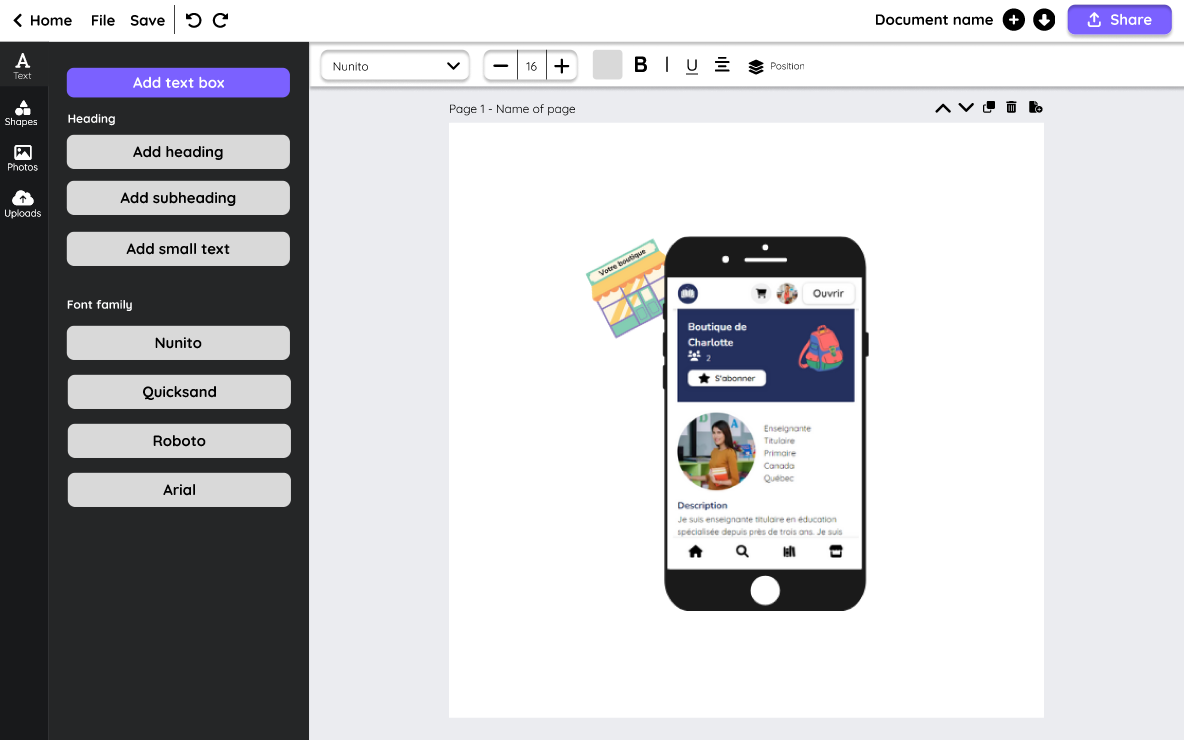 Home File Save
Document name
Share
Text
Shapes
Photos
Uploads
Add text box
Heading
Add heading
Add subheading
Add small text
Font family
Nunito
Quicksand
Roboto
Arial
Nunito
16
B
I
U
Position
Page 1 - Name of page
Votre boutique
Ouvrir
Boutique de
Charlotte
2
S'abonner
Enseignante
Titulaire
Primaire
Canada
Québec
Description
Je suis enseignante titulaire en éducation
spécialisée depuis près de trois ans. Je suis